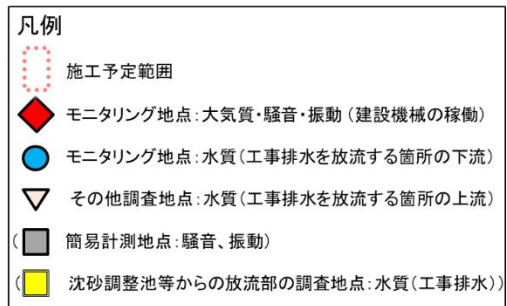 凡例
施工予定範囲
モニタリング地点:大気質・騒音・振動 (建設機械の稼働)
モニタリング地点:水質(工事排水を放流する箇所の下流)
その他調査地点:水質(工事排水を放流する箇所の上流)
( 簡易計測地点:騒音、振動)
( 沈砂調整池等からの放流部の調査地点:水質(工事排水))